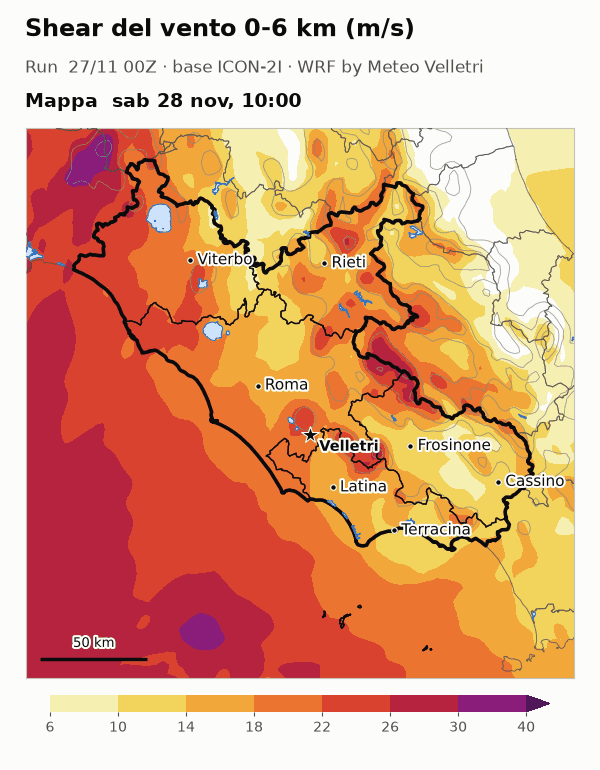 Shear del vento 0-6 km (m/s)
Run  27/11 00Z · base ICON-2I · WRF by Meteo Velletri
Mappa  sab 28 nov, 10:00
Viterbo
Rieti
Roma
Velletri
Frosinone
Cassino
Latina
Terracina
50 km
6 10 14 18 22 26 30 40